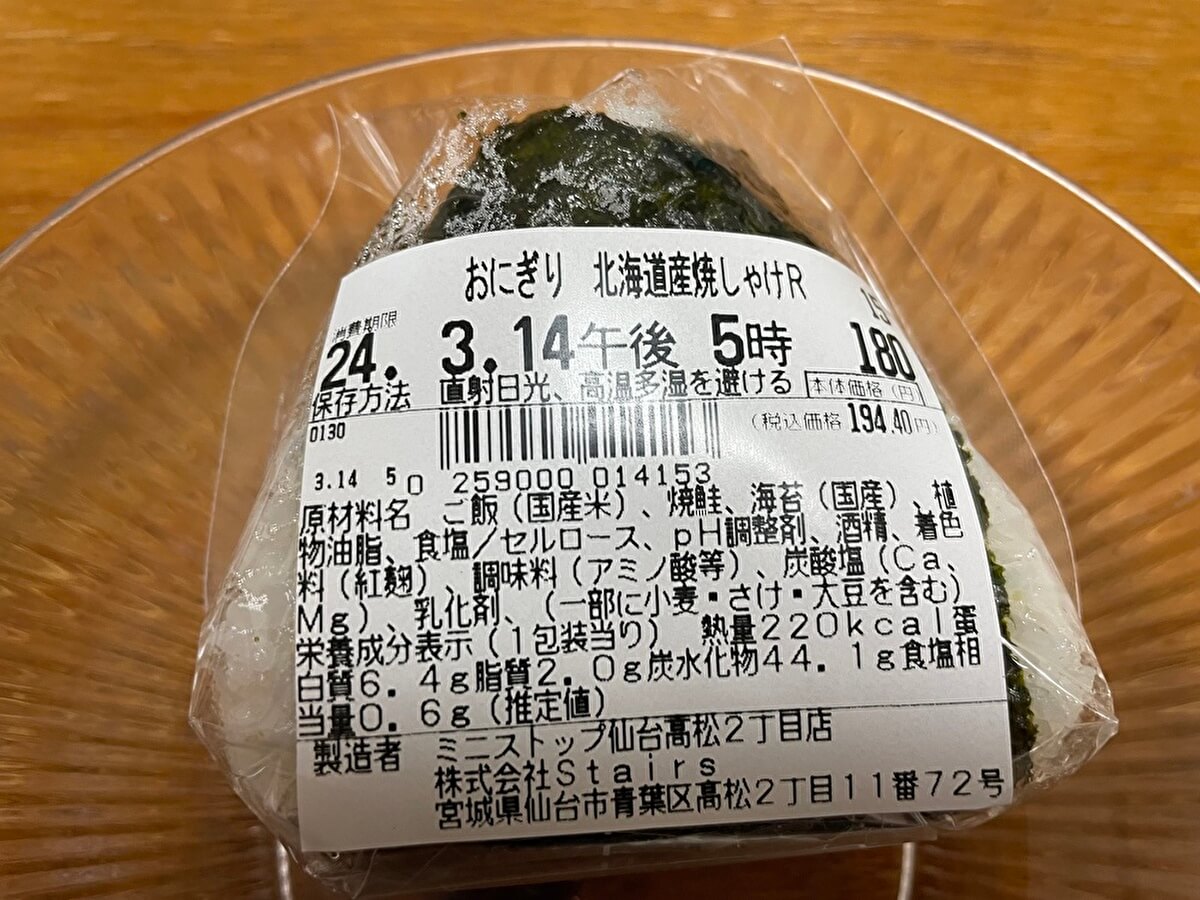 おにぎり 北海道産焼しゃけR
15
消費期限
24. 3.14午後 5時 180
保存方法 直射日光、高温多湿を避ける 本体価格(円)
0130 (税込価格 194.40円)
3.14 5 0 259000 014153
原材料名 ご飯(国産米)、焼鮭、海苔(国産)、植
物油脂、食塩/セルロース、pH調整剤、酒精、着色
料(紅麴)、調味料(アミノ酸等)、炭酸塩(Ca、
Mg)、乳化剤、(一部に小麦・さけ・大豆を含む)
栄養成分表示(1包装当り) 熱量220kcal蛋
白質6.4g脂質2.0g炭水化物44.1g食塩相
当量0.6g(推定値)
製造者 ミニストップ仙台高松2丁目店
株式会社Stairs
宮城県仙台市青葉区高松2丁目11番72号